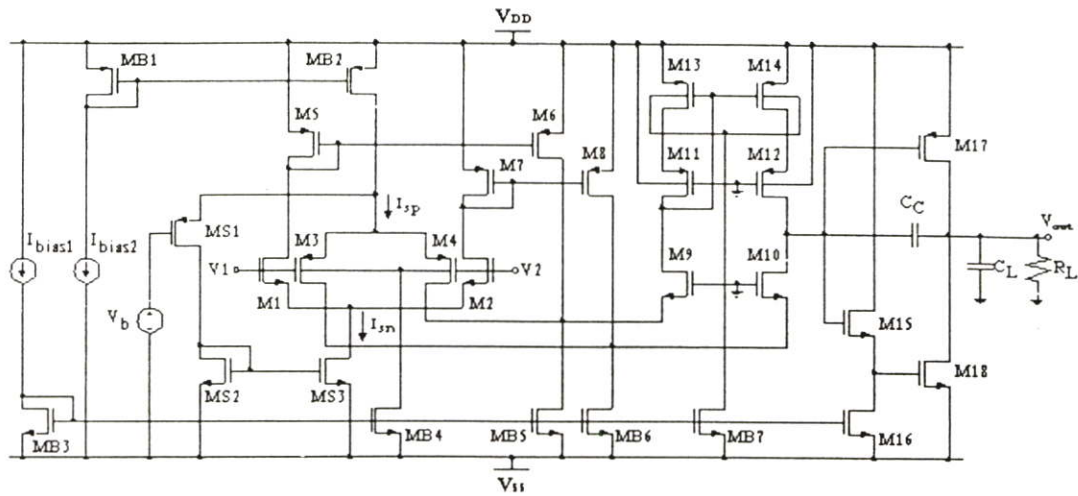 VDD
MB1
MB2
M13
M14
M5
M6
M17
M7
M8
M11
M12
Isp
CC
Vout
Ibias1
Ibias2
MS1
M3
M4
V1
V2
M9
M10
CL
RL
M1
M2
Vb
Isn
M15
MS2
MS3
M18
MB3
MB4
MB5
MB6
MB7
M16
VSS